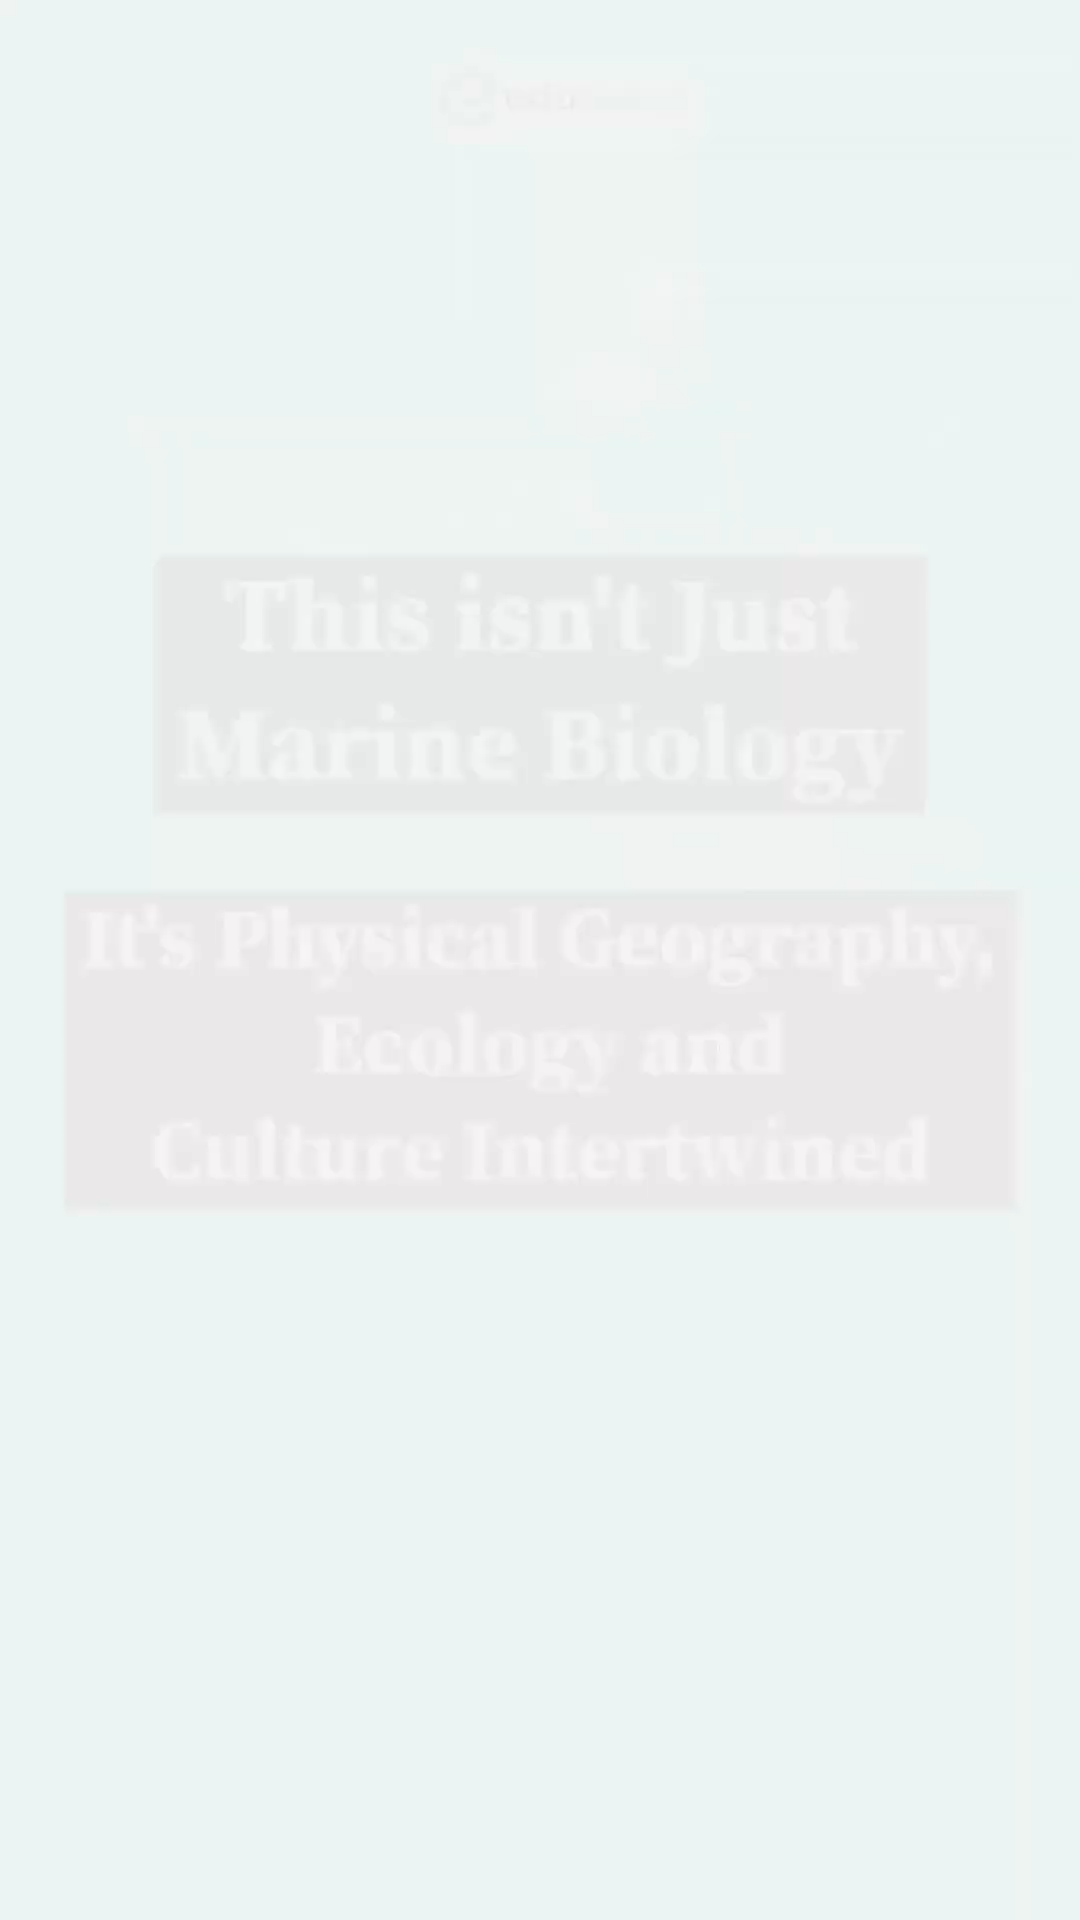 This isn't Just
Marine Biology
It's Physical Geography,
Ecology and
Culture Intertwined